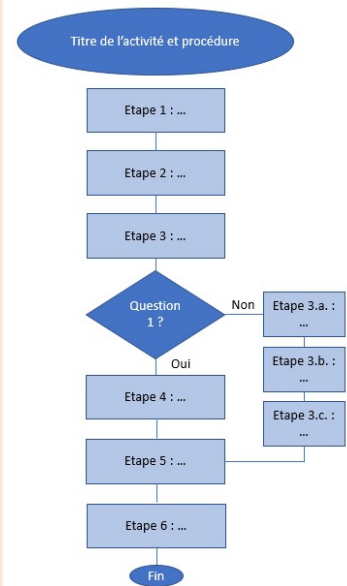 Titre de l'activité et procédure
Etape 1 : ...
Etape 2 : ...
Etape 3 : ...
Question
1 ?
Non
Etape 3.a. :
...
Oui
Etape 3.b. :
...
Etape 4 : ...
Etape 3.c. :
...
Etape 5 : ...
Etape 6 : ...
Fin